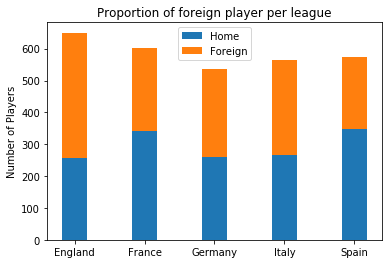 Proportion of foreign player per league
Home
Foreign
Number of Players
600
500
400
300
200
100
0
England France Germany Italy Spain